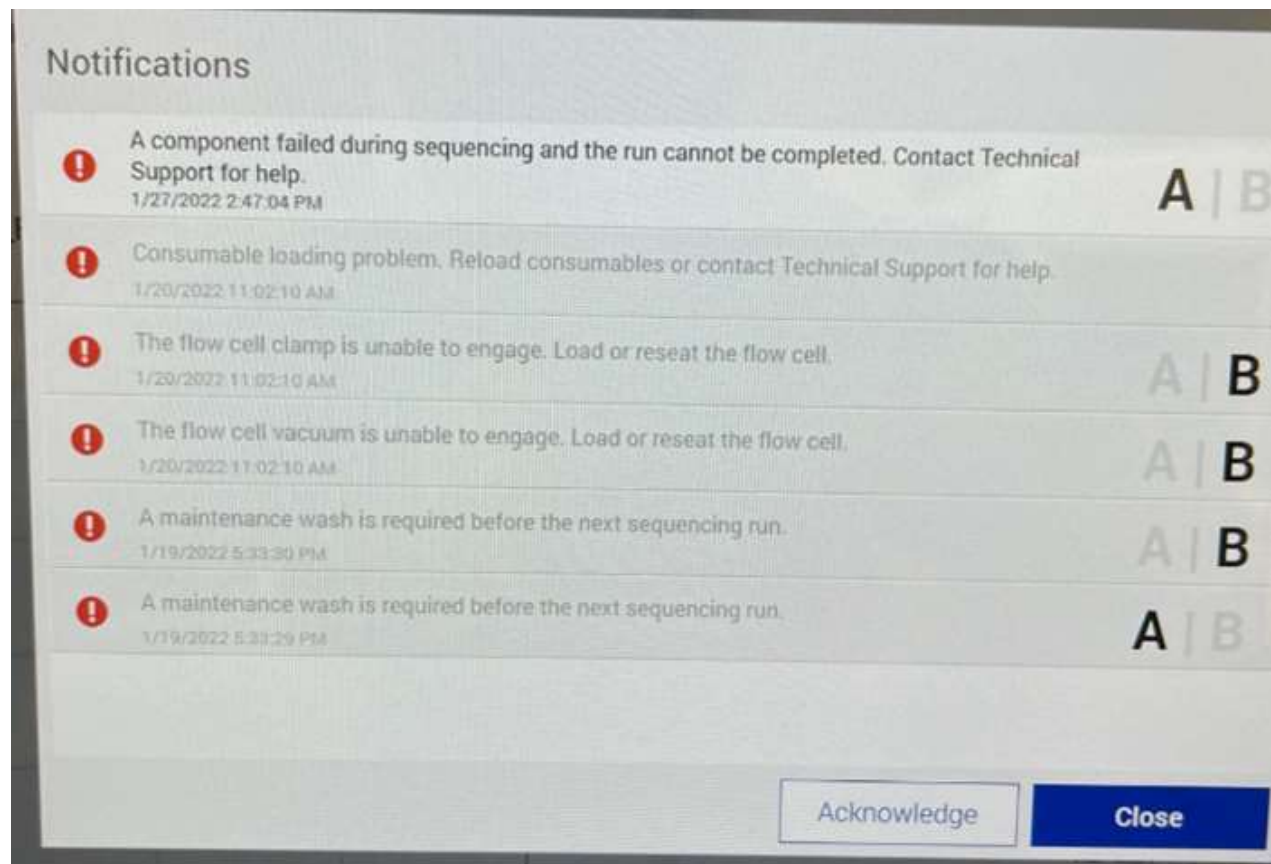 Notifications
A component failed during sequencing and the run cannot be completed. Contact Technical
Support for help.
1/27/2022 2:47:04 PM
A | B
Consumable loading problem. Reload consumables or contact Technical Support for help.
1/20/2022 11:02:10 AM
The flow cell clamp is unable to engage. Load or reseat the flow cell.
1/20/2022 11:02:10 AM
A | B
The flow cell vacuum is unable to engage. Load or reseat the flow cell.
1/20/2022 11:02:10 AM
A | B
A maintenance wash is required before the next sequencing run.
1/19/2022 5:33:30 PM
A | B
A maintenance wash is required before the next sequencing run.
1/19/2022 5:33:29 PM
A | B
Acknowledge
Close